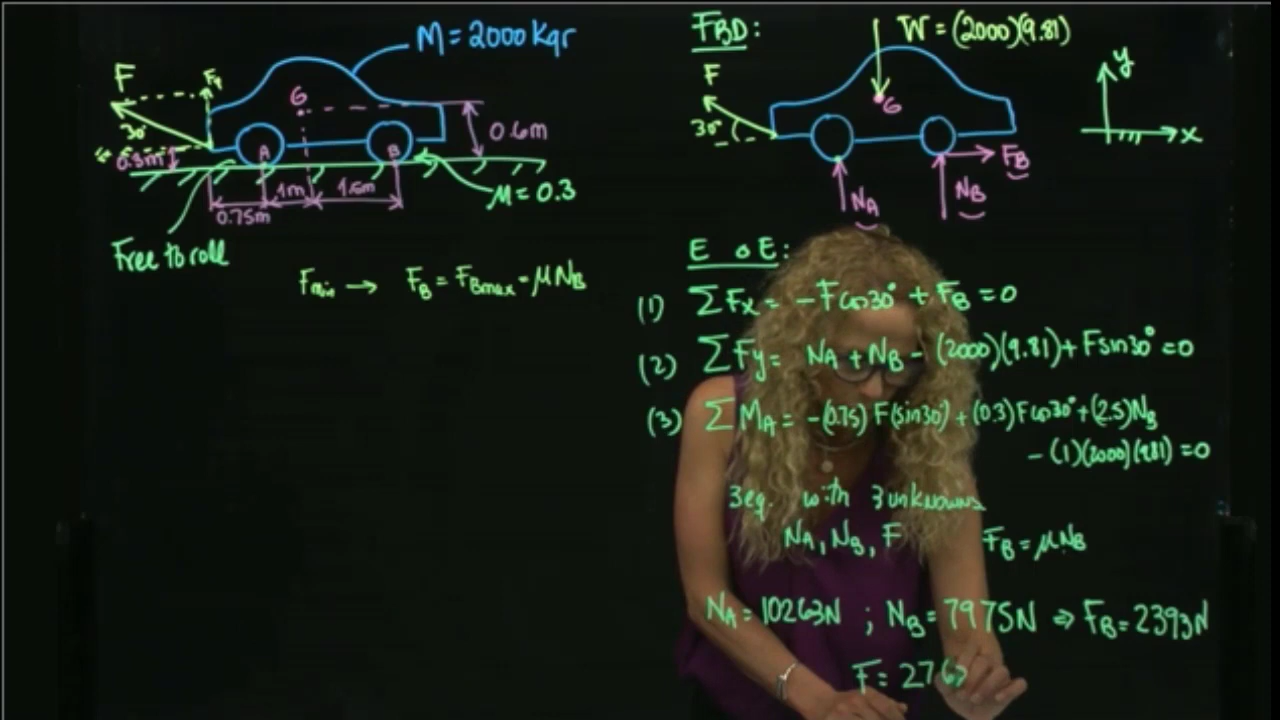 M = 2000 Kgr
F
Fy
30°
G
0.6m
0.3m
A
B
1m
1.5m
0.75m
μ = 0.3
Free to roll
Fmin → FB = FBmax = μNB
FBD:
W = (2000)(9.81)
F
30°
G
y
x
FB
NA
NB
E o E:
(1) ΣFx = -Fcos30° + FB = 0
(2) ΣFy = NA + NB - (2000)(9.81) + Fsin30° = 0
(3) ΣMA = -(0.75) F(sin30°) + (0.3)Fcos30° + (2.5)NB
- (1)(2000)(9.81) = 0
3eq. with 3 unknowns
NA, NB, F FB = μNB
NA = 10263N ; NB = 7975N ⇒ FB = 2393N
F = 276